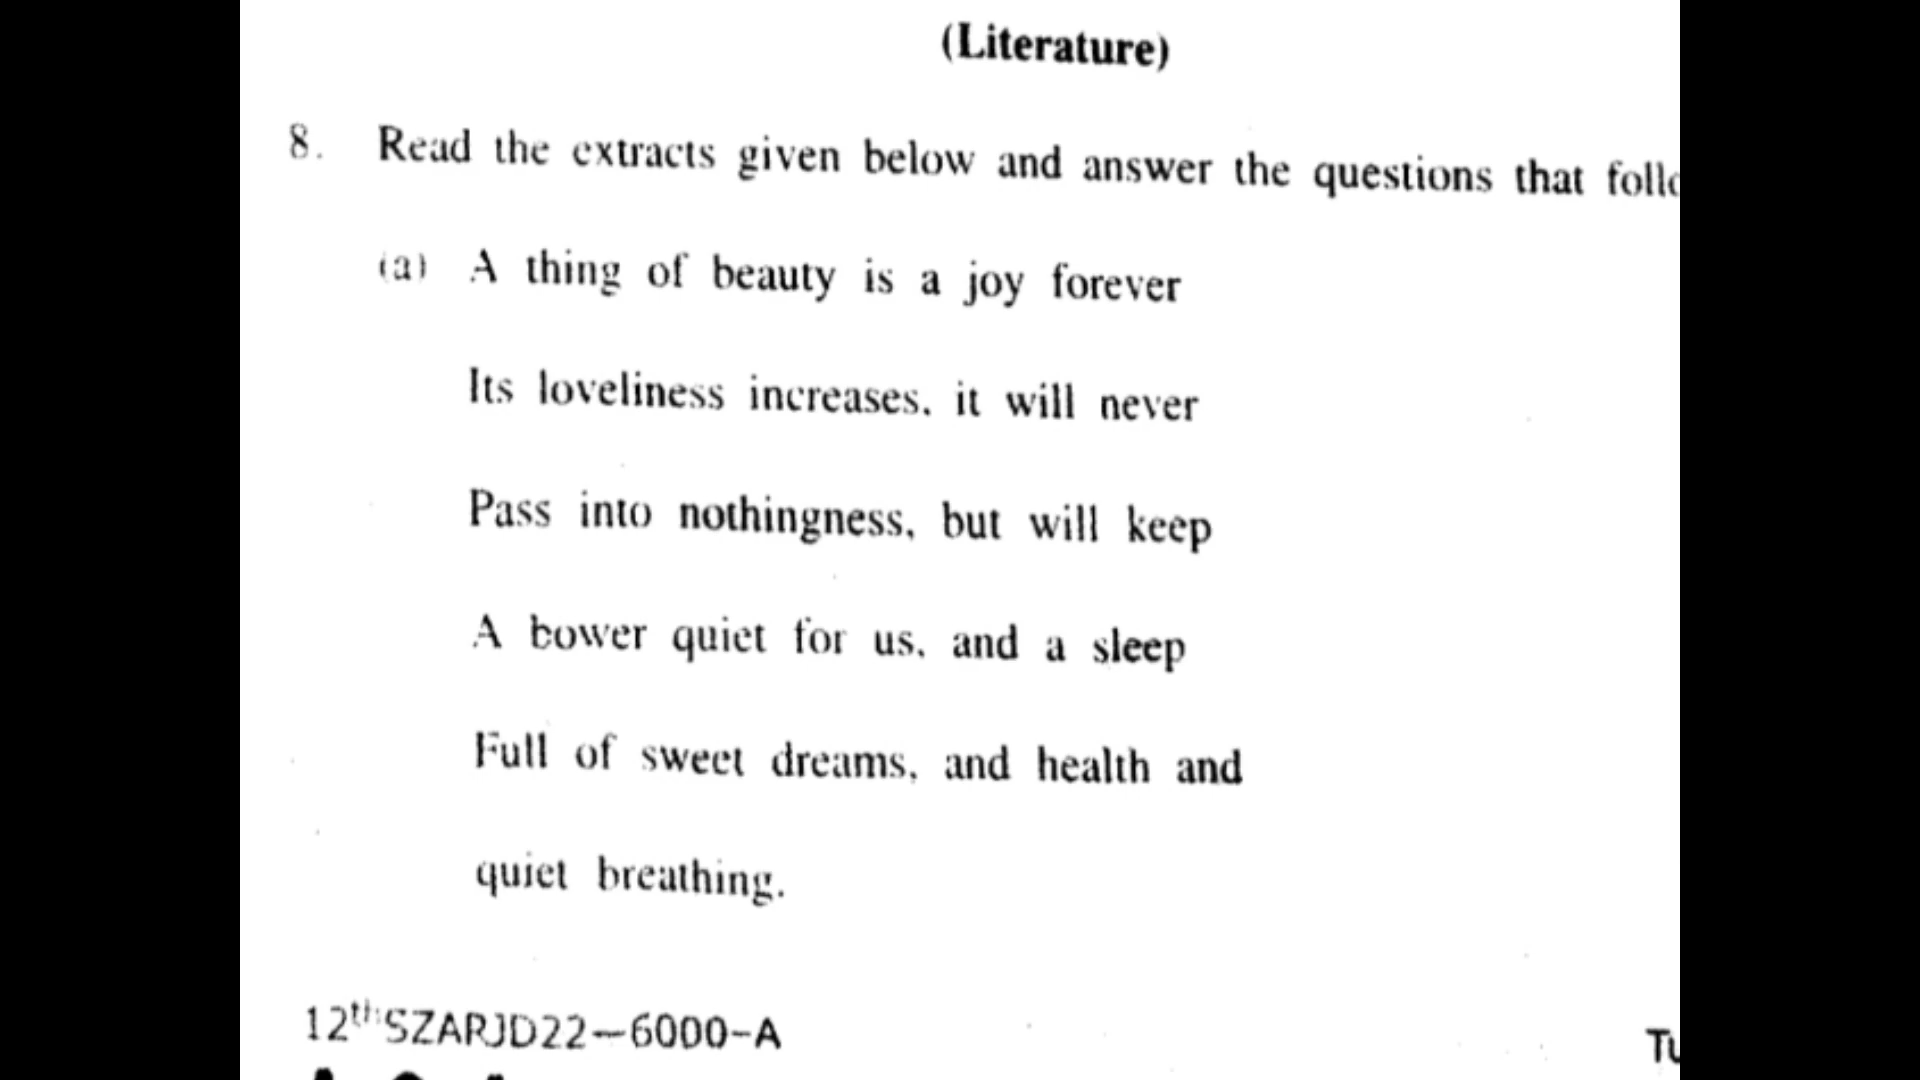 (Literature)
8. Read the extracts given below and answer the questions that
(a) A thing of beauty is a joy forever
Its loveliness increases. it will never
Pass into nothingness, but will keep
A bower quiet for us, and a sleep
Full of sweet dreams, and health and
quiet breathing.
12th SZARJD22-6000-A